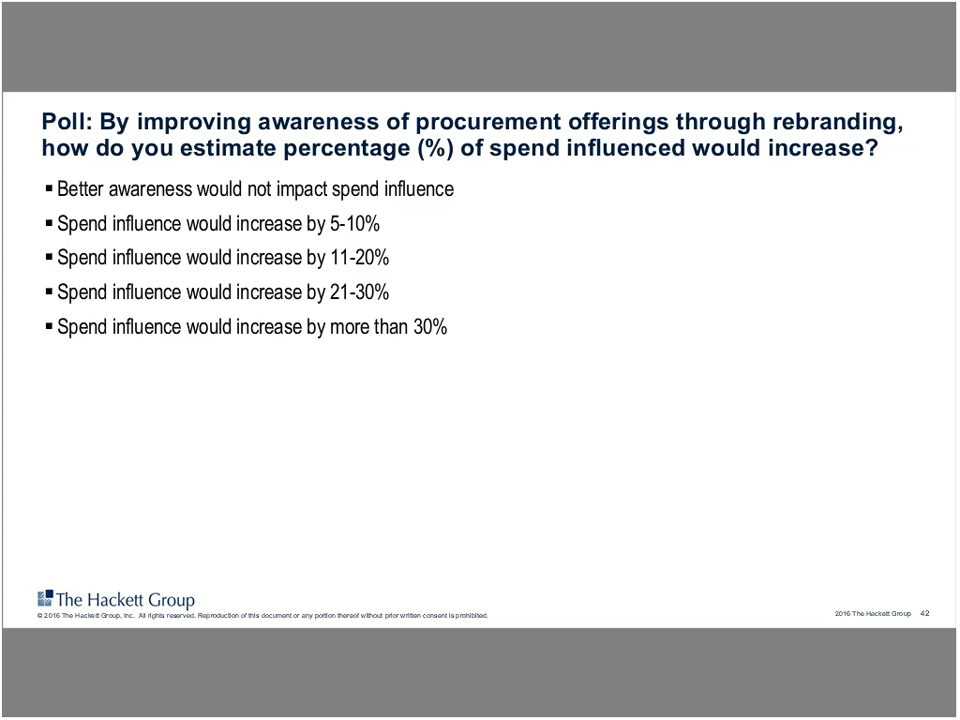 Poll: By improving awareness of procurement offerings through rebranding,
how do you estimate percentage (%) of spend influenced would increase?
▪ Better awareness would not impact spend influence
▪ Spend influence would increase by 5-10%
▪ Spend influence would increase by 11-20%
▪ Spend influence would increase by 21-30%
▪ Spend influence would increase by more than 30%
The Hackett Group
© 2016 The Hackett Group, Inc. All rights reserved. Reproduction of this document or any portion thereof without prior written consent is prohibited.
2016 The Hackett Group 42